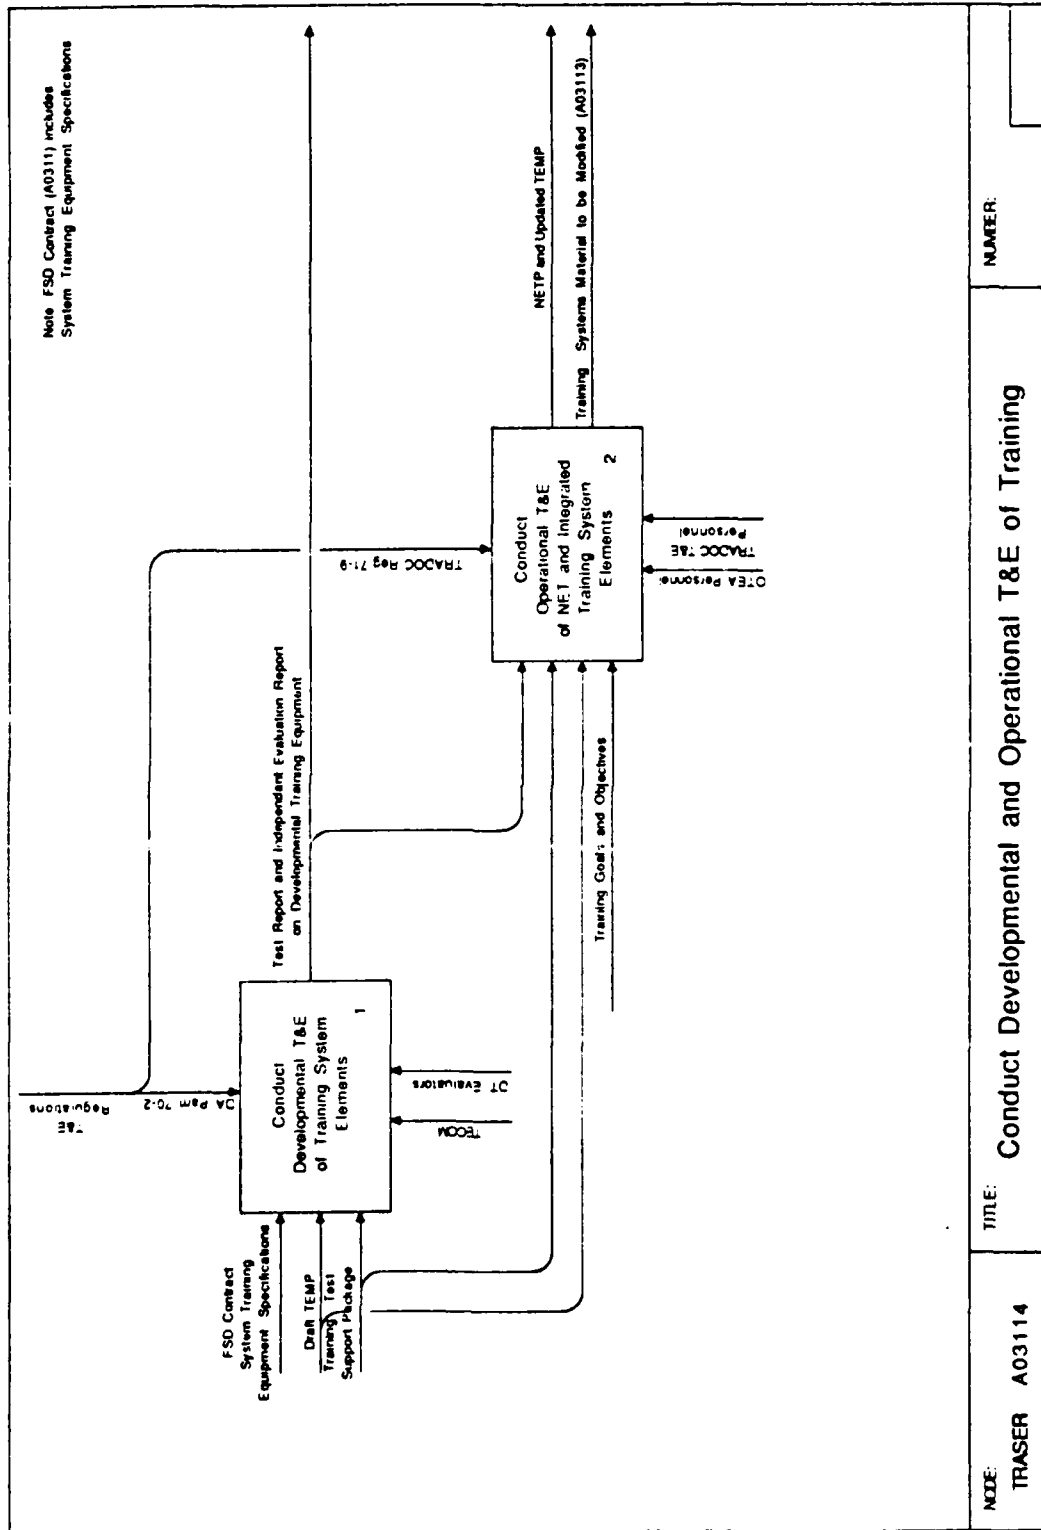 Note FSD Contract (A0311) includes
System Training Equipment Specifications
T&E
Regulations
DA Pam 70-2
TRADOC Reg 71-9
FSD Contract
System Training
Equipment Specifications
Draft TEMP
Training Test
Support Package
Conduct
Developmental T&E
of Training System
Elements
1
TECOM
OT Evaluators
Test Report and Independent Evaluation Report
on Developmental Training Equipment
Training Goals and Objectives
Conduct
Operational T&E
of NET and Integrated
Training System
Elements
2
OTEA Personnel
TRADOC T&E
Personnel
NETP and Updated TEMP
Training Systems Material to be Modified (A03113)
NODE:
TRASER A03114
TITLE:
Conduct Developmental and Operational T&E of Training
NUMBER: